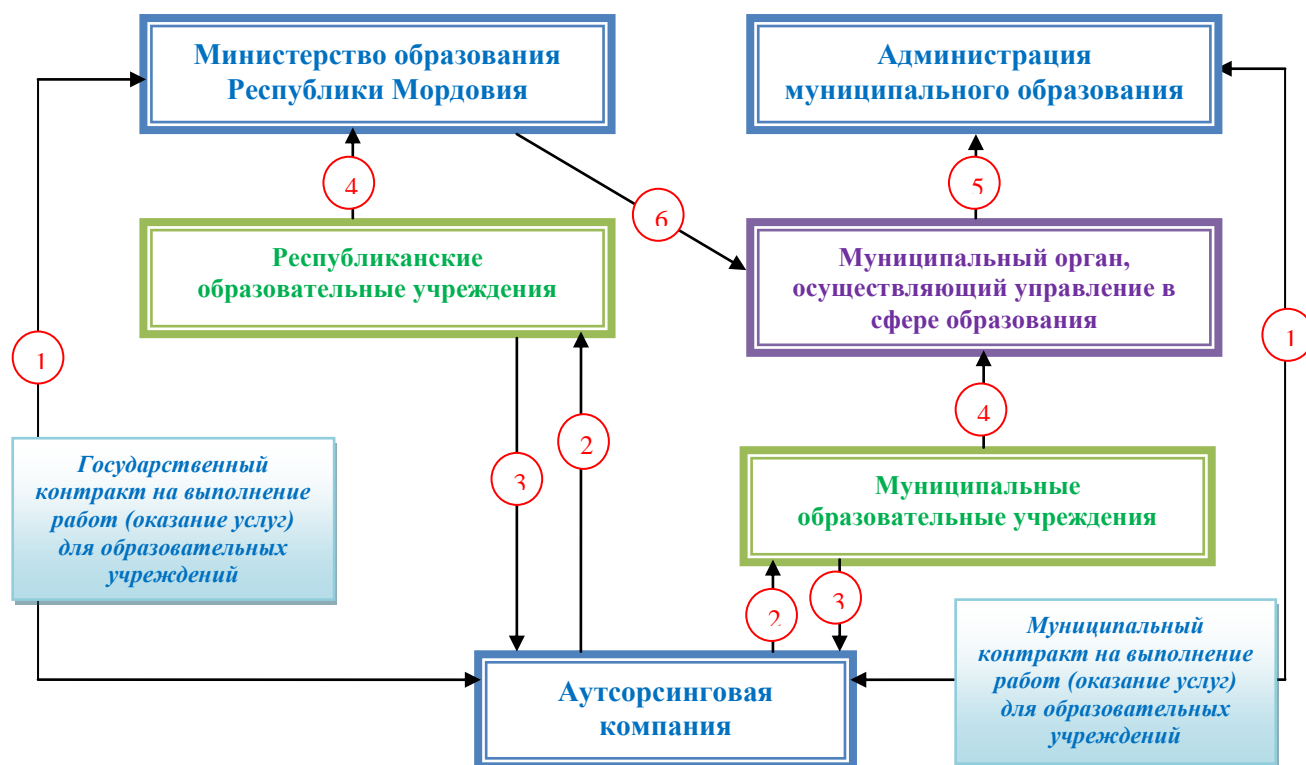 Министерство образования
Республики Мордовия
Администрация
муниципального образования
4
5
6
Республиканские
образовательные учреждения
Муниципальный орган,
осуществляющий управление в
сфере образования
1
1
4
2
3
Государственный
контракт на выполнение
работ (оказание услуг)
для образовательных
учреждений
Муниципальные
образовательные учреждения
2
3
Муниципальный
контракт на выполнение
работ (оказание услуг)
для образовательных
учреждений
Аутсорсинговая
компания